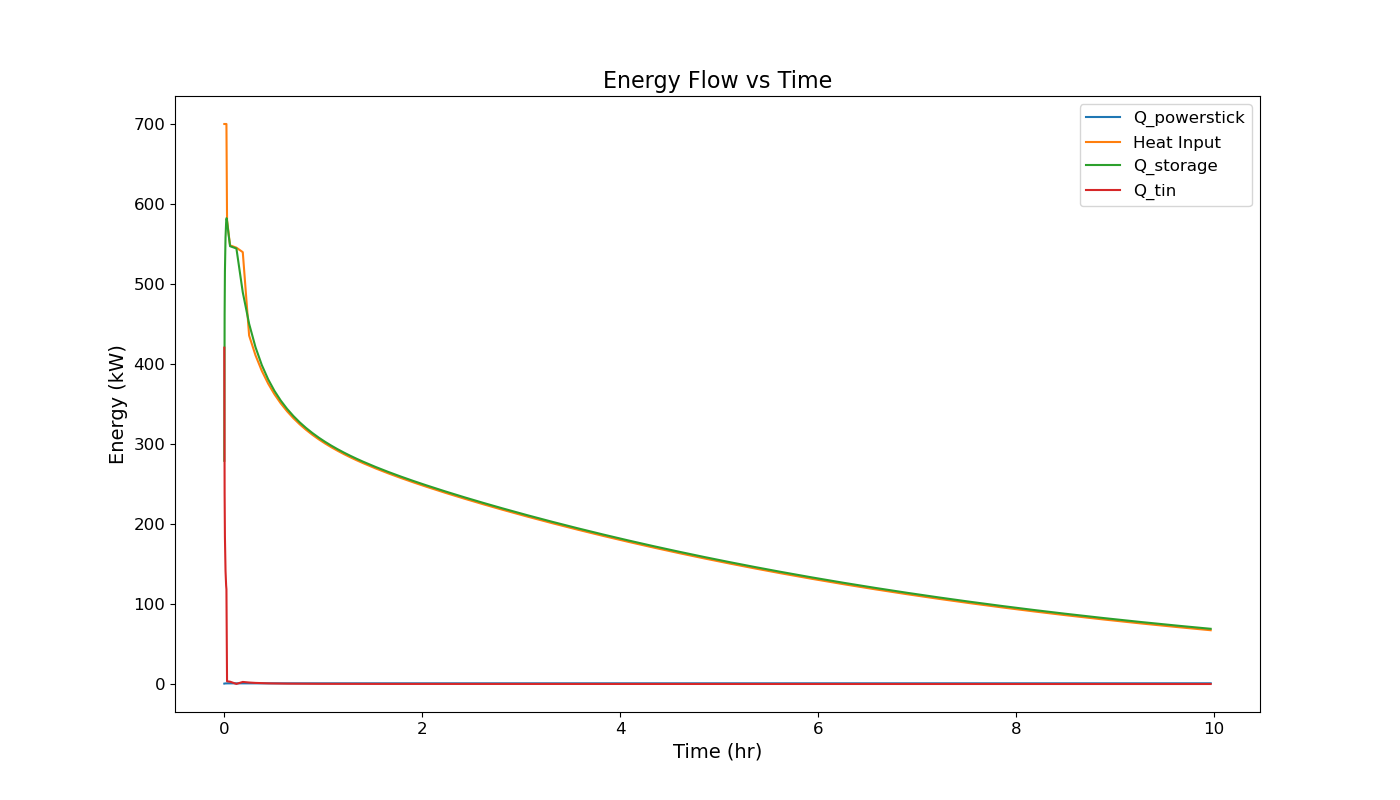 Energy Flow vs Time
Q_powerstick
Heat Input
Q_storage
Q_tin
700
600
500
400
300
200
100
0
Energy (kW)
0 2 4 6 8 10
Time (hr)